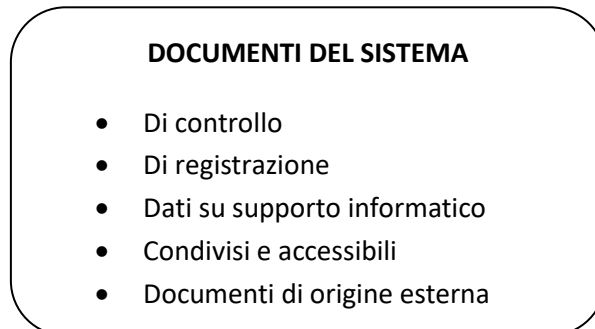 DOCUMENTI DEL SISTEMA
• Di controllo
• Di registrazione
• Dati su supporto informatico
• Condivisi e accessibili
• Documenti di origine esterna